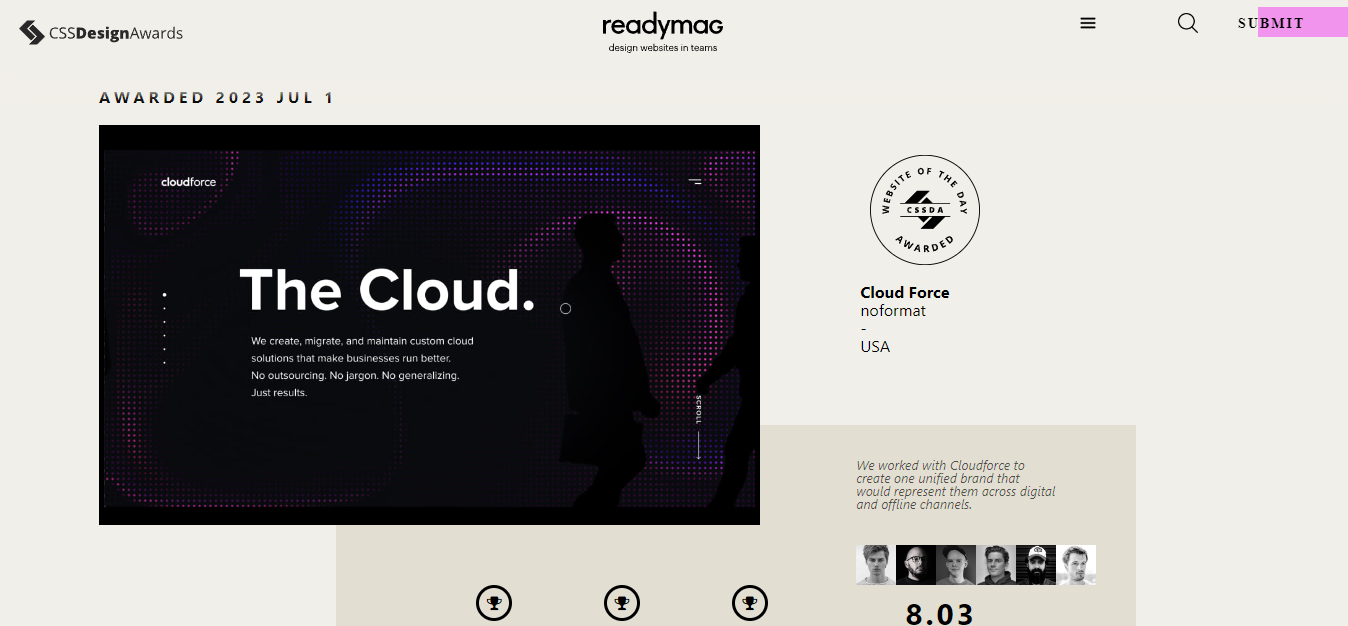 CSSDesignAwards
readymag
design websites in teams
SUBMIT
AWARDED 2023 JUL 1
cloudforce
The Cloud.
We create, migrate, and maintain custom cloud
solutions that make businesses run better.
No outsourcing. No jargon. No generalizing.
Just results.
SCROLL
WEBSITE OF THE DAY
CSSDA
AWARDED
Cloud Force
noformat
-
USA
We worked with Cloudforce to
create one unified brand that
would represent them across digital
and offline channels.
8.03